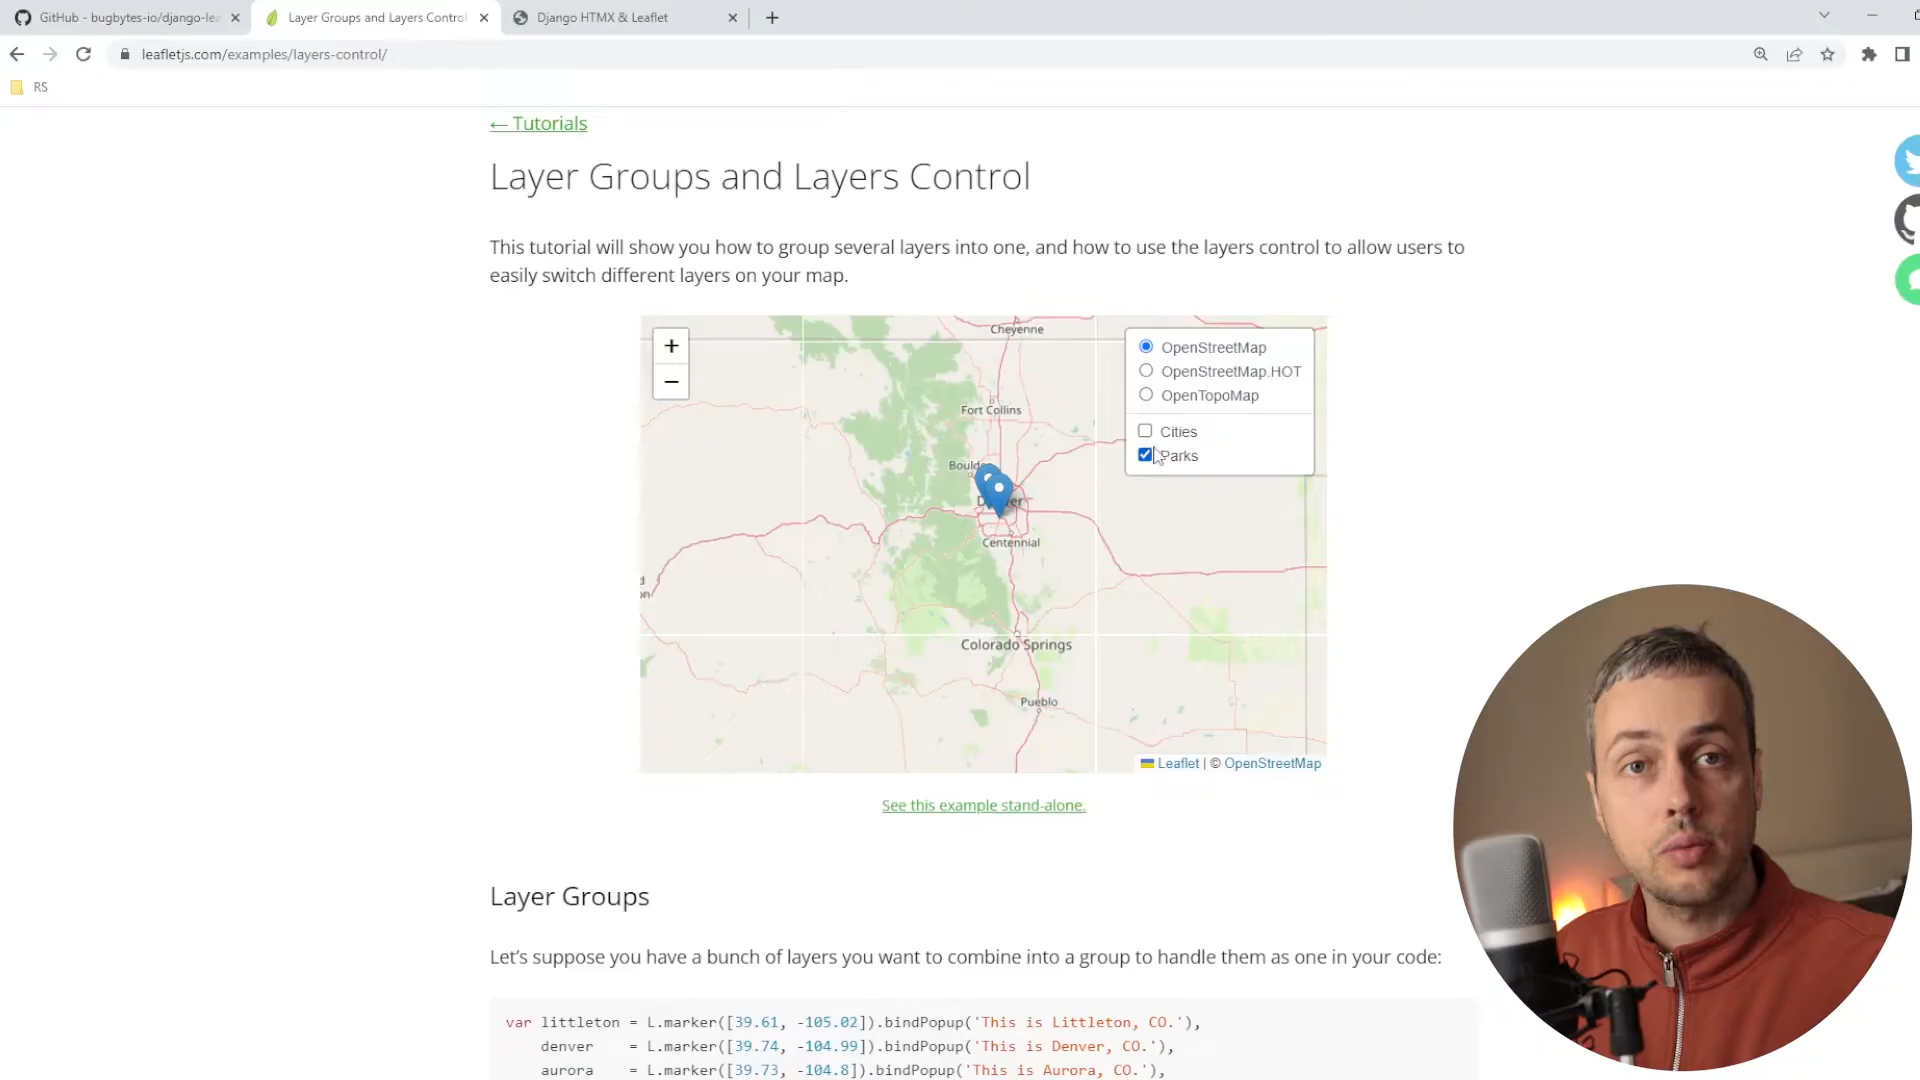 GitHub - bugbytes-io/django-lea
Layer Groups and Layers Control
Django HTMX & Leaflet
leafletjs.com/examples/layers-control/
RS
← Tutorials
Layer Groups and Layers Control
This tutorial will show you how to group several layers into one, and how to use the layers control to allow users to
easily switch different layers on your map.
+
−
Cheyenne
Fort Collins
Boulder
Centennial
Colorado Springs
Pueblo
OpenStreetMap
OpenStreetMap.HOT
OpenTopoMap
Cities
Parks
Leaflet | © OpenStreetMap
See this example stand-alone.
Layer Groups
Let’s suppose you have a bunch of layers you want to combine into a group to handle them as one in your code:
var littleton = L.marker([39.61, -105.02]).bindPopup('This is Littleton, CO.'),
denver = L.marker([39.74, -104.99]).bindPopup('This is Denver, CO.'),
aurora = L.marker([39.73, -104.8]).bindPopup('This is Aurora, CO.'),